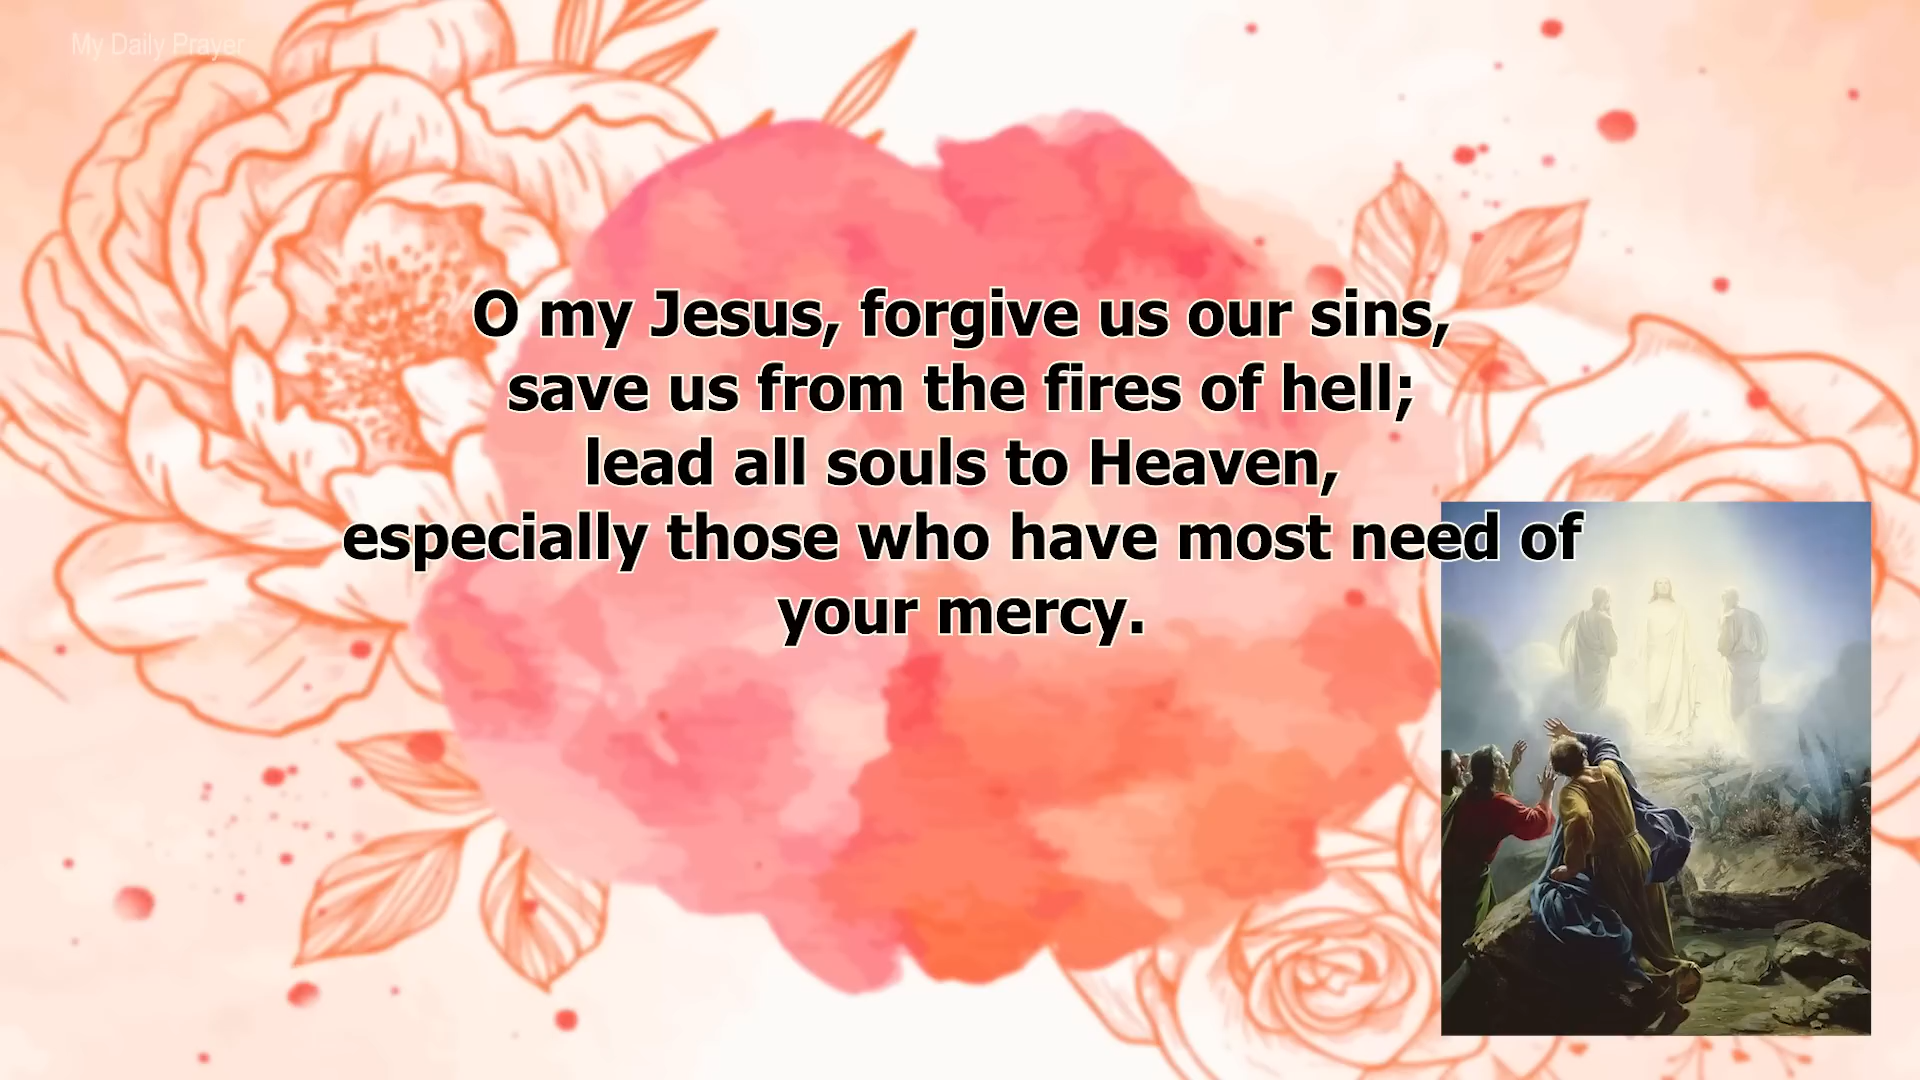 My Daily Prayer
O my Jesus, forgive us our sins,
save us from the fires of hell;
lead all souls to Heaven,
especially those who have most need of
your mercy.